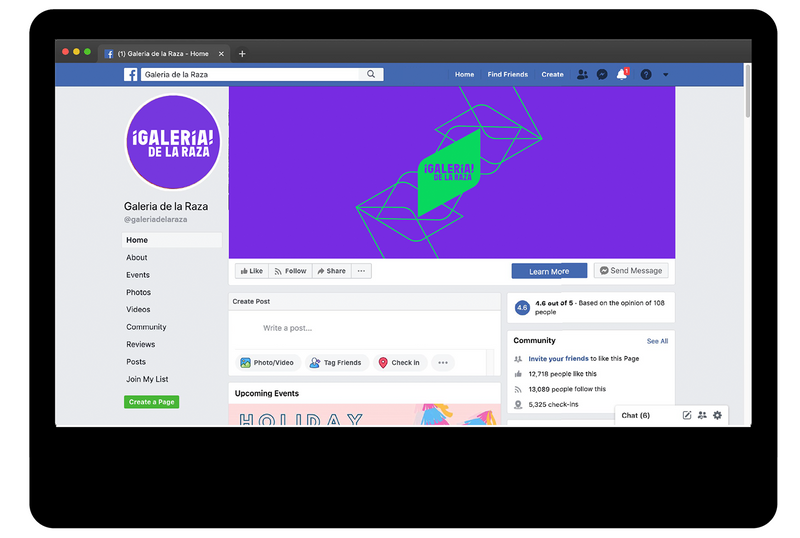 (1) Galeria de la Raza - Home
Galeria de la Raza
Home
Find Friends
Create
1
?
¡GALERíA!
DE LA RAZA
¡GALERíA!
DE LA RAZA
Galeria de la Raza
@galeriadelaraza
Home
About
Events
Photos
Videos
Community
Reviews
Posts
Join My List
Create a Page
Like
Follow
Share
Learn More
Send Message
Create Post
Write a post...
Photo/Video
Tag Friends
Check in
Upcoming Events
HOLIDAY
4.6
4.6 out of 5 · Based on the opinion of 108
people
Community
See All
Invite your friends to like this Page
12,718 people like this
13,089 people follow this
5,325 check-ins
Chat (6)